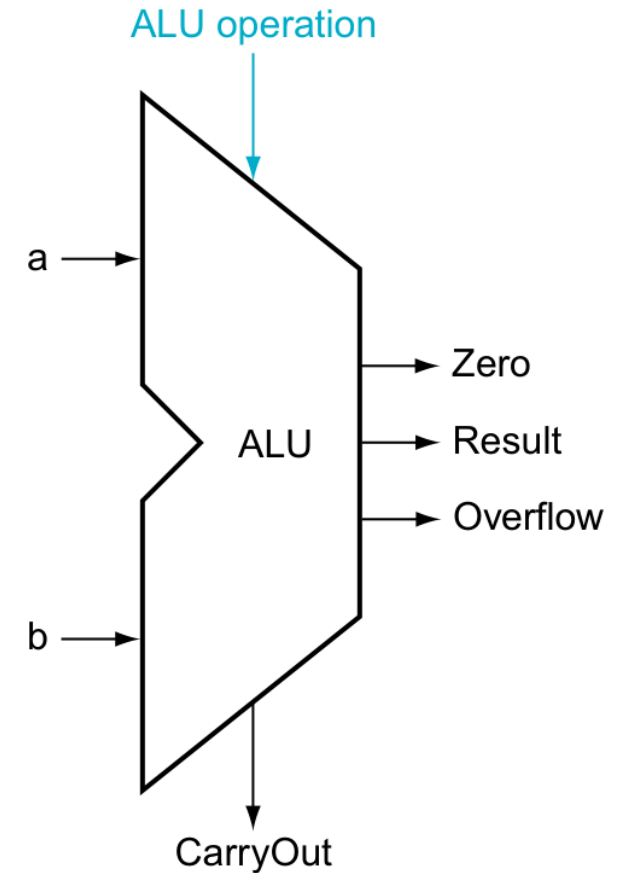 ALU operation
a
Zero
ALU
Result
Overflow
b
CarryOut